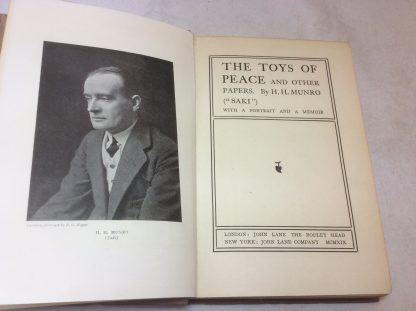 H. H. MUNRO
(Saki)
THE TOYS OF
PEACE AND OTHER
PAPERS. By H. H. MUNRO
("SAKI")
WITH A PORTRAIT AND A MEMOIR
LONDON: JOHN LANE THE BODLEY HEAD
NEW YORK: JOHN LANE COMPANY MCMXIX